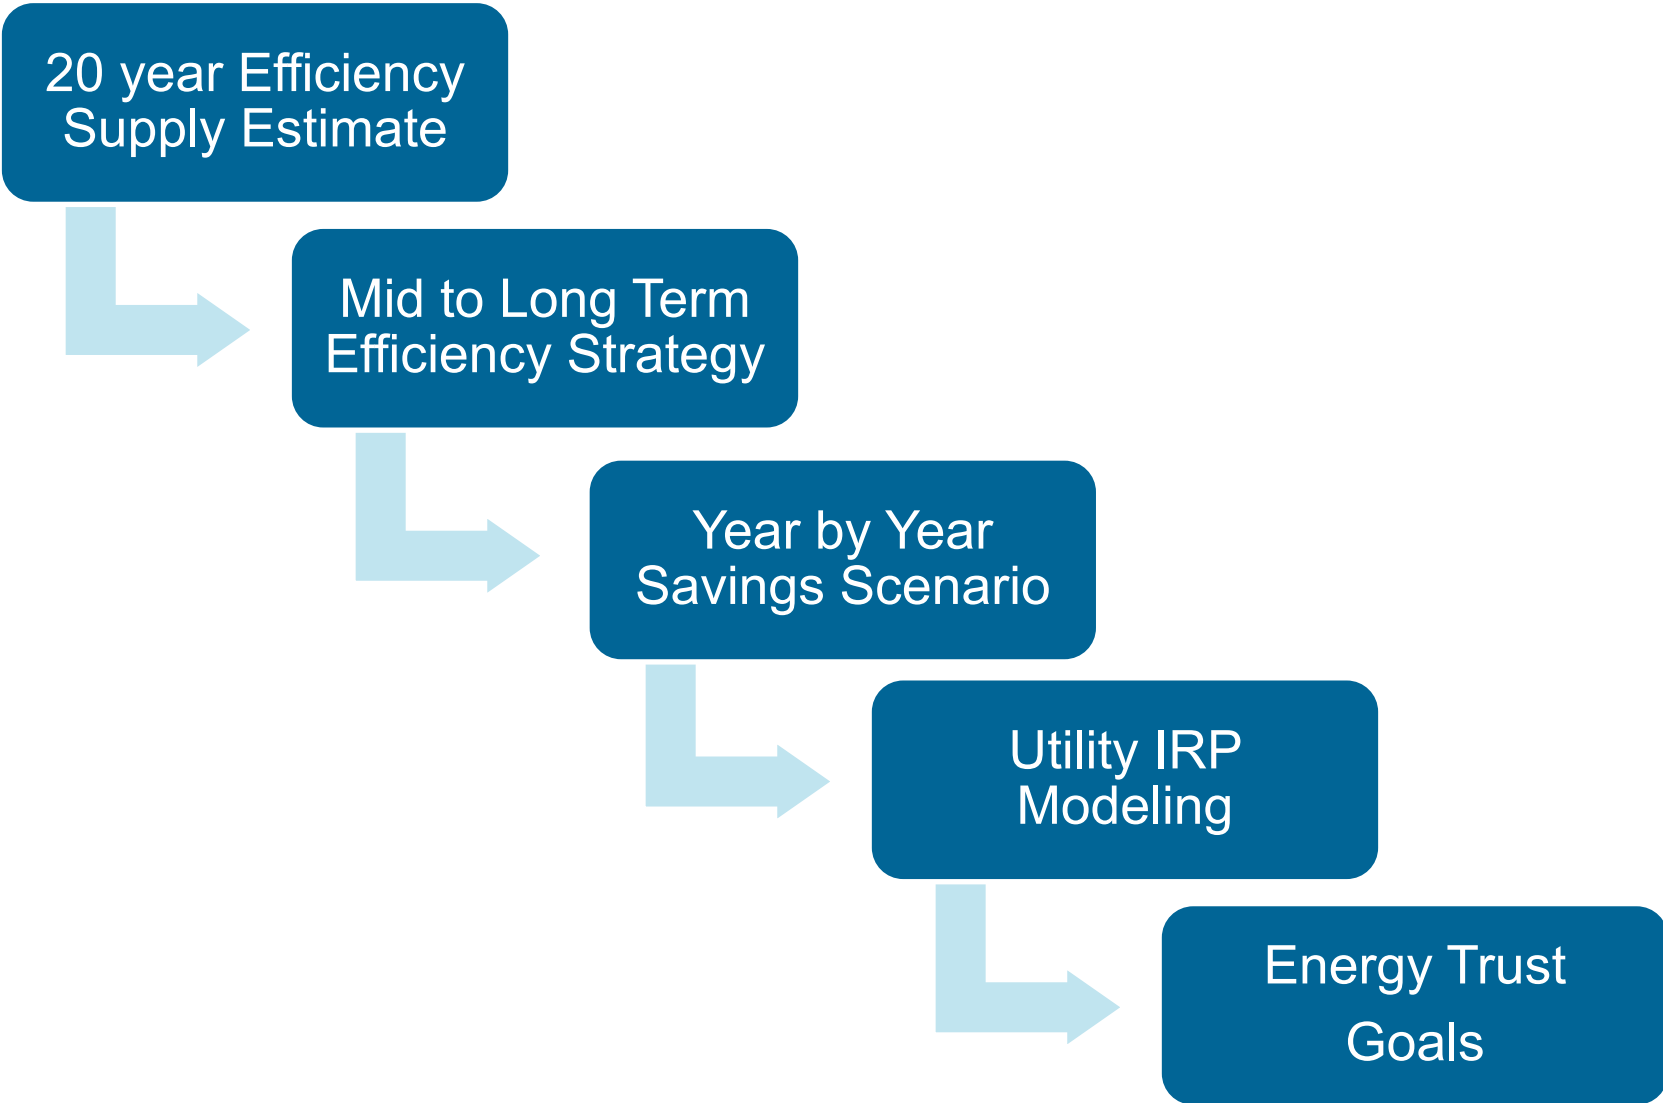 20 year Efficiency
Supply Estimate
Mid to Long Term
Efficiency Strategy
Year by Year
Savings Scenario
Utility IRP
Modeling
Energy Trust
Goals